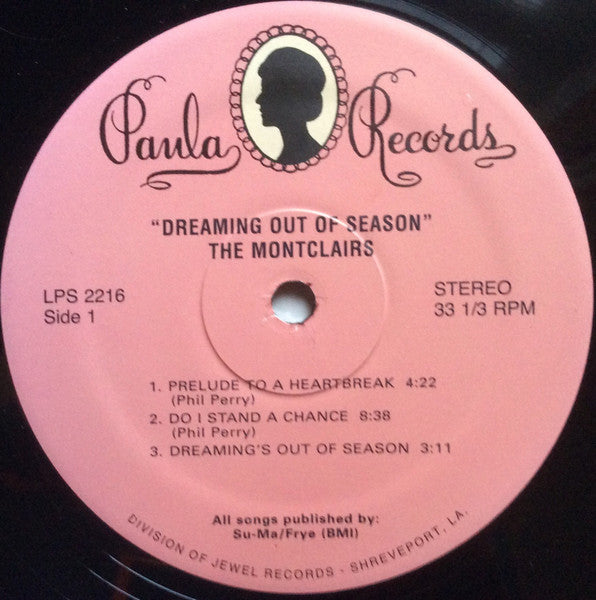 Paula Records
"DREAMING OUT OF SEASON"
THE MONTCLAIRS
LPS 2216
Side 1
STEREO
33 1/3 RPM
1. PRELUDE TO A HEARTBREAK 4:22
(Phil Perry)
2. DO I STAND A CHANCE 8:38
(Phil Perry)
3. DREAMING'S OUT OF SEASON 3:11
All songs published by:
Su-Ma/Frye (BMI)
DIVISION OF JEWEL RECORDS - SHREVEPORT, LA.